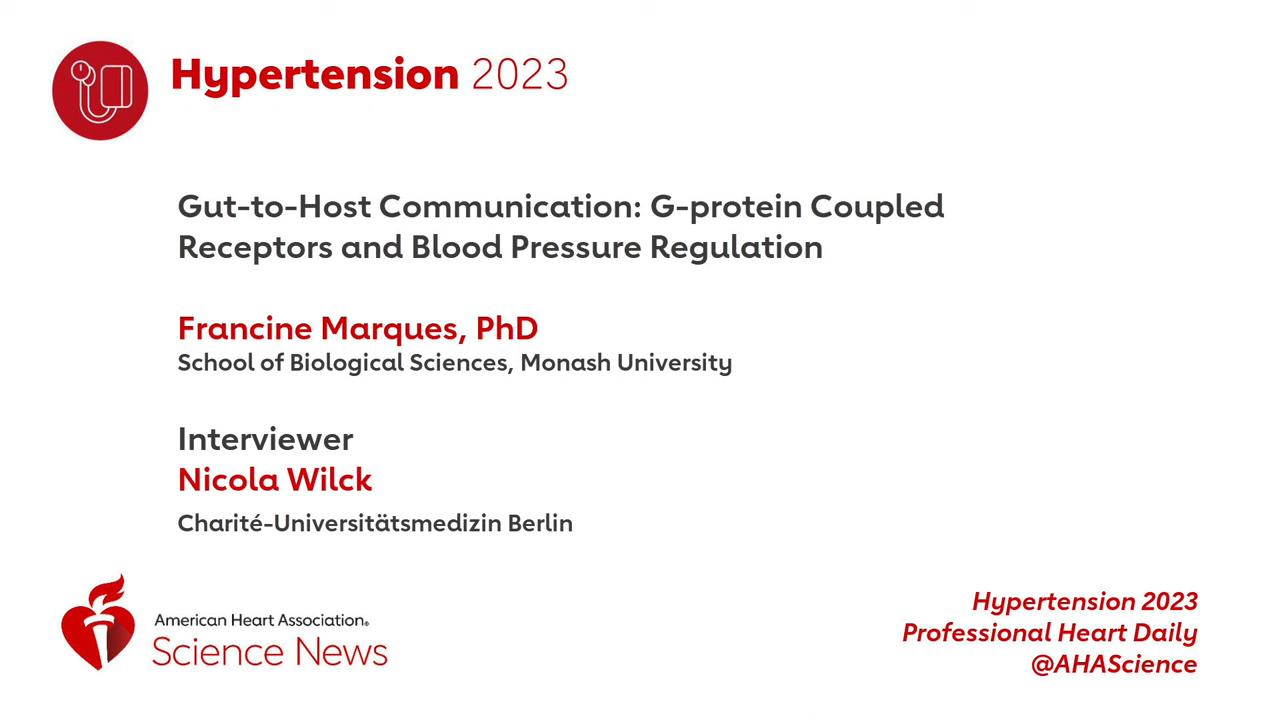 Hypertension 2023
Gut-to-Host Communication: G-protein Coupled
Receptors and Blood Pressure Regulation
Francine Marques, PhD
School of Biological Sciences, Monash University
Interviewer
Nicola Wilck
Charité-Universitätsmedizin Berlin
American Heart Association®
Science News
Hypertension 2023
Professional Heart Daily
@AHAScience